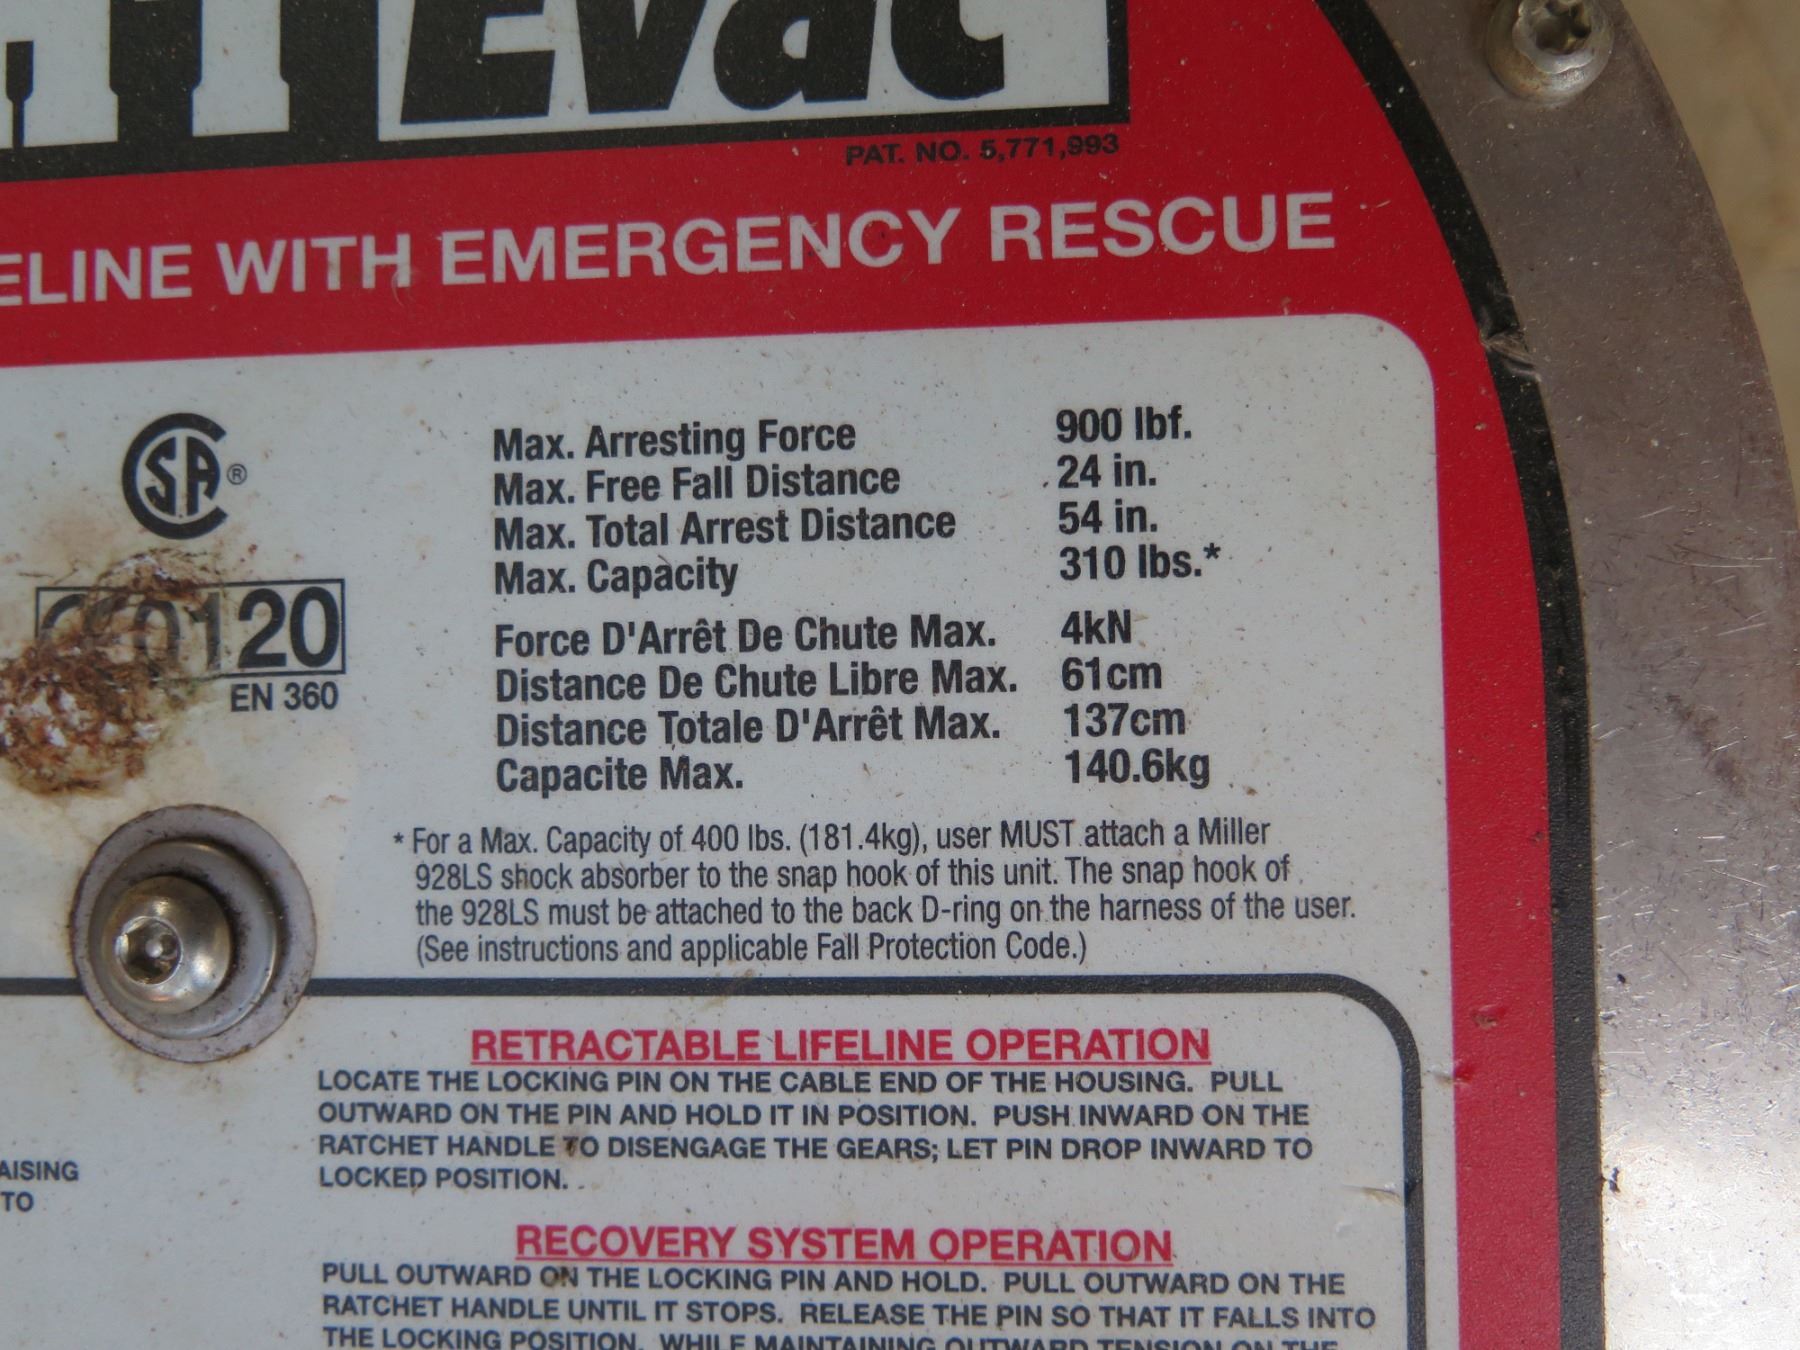 Evac
PAT. NO. 5,771,993
ELINE WITH EMERGENCY RESCUE
CSA®
Max. Arresting Force 900 lbf.
Max. Free Fall Distance 24 in.
Max. Total Arrest Distance 54 in.
Max. Capacity 310 lbs.*
0120
EN 360
Force D'Arrêt De Chute Max. 4kN
Distance De Chute Libre Max. 61cm
Distance Totale D'Arrêt Max. 137cm
Capacite Max. 140.6kg
* For a Max. Capacity of 400 lbs. (181.4kg), user MUST attach a Miller
928LS shock absorber to the snap hook of this unit. The snap hook of
the 928LS must be attached to the back D-ring on the harness of the user.
(See instructions and applicable Fall Protection Code.)
RETRACTABLE LIFELINE OPERATION
LOCATE THE LOCKING PIN ON THE CABLE END OF THE HOUSING. PULL
OUTWARD ON THE PIN AND HOLD IT IN POSITION. PUSH INWARD ON THE
RATCHET HANDLE TO DISENGAGE THE GEARS; LET PIN DROP INWARD TO
LOCKED POSITION.
AISING
TO
RECOVERY SYSTEM OPERATION
PULL OUTWARD ON THE LOCKING PIN AND HOLD. PULL OUTWARD ON THE
RATCHET HANDLE UNTIL IT STOPS. RELEASE THE PIN SO THAT IT FALLS INTO
THE LOCKING POSITION. WHILE MAINTAINING OUTWARD TENSION ON THE